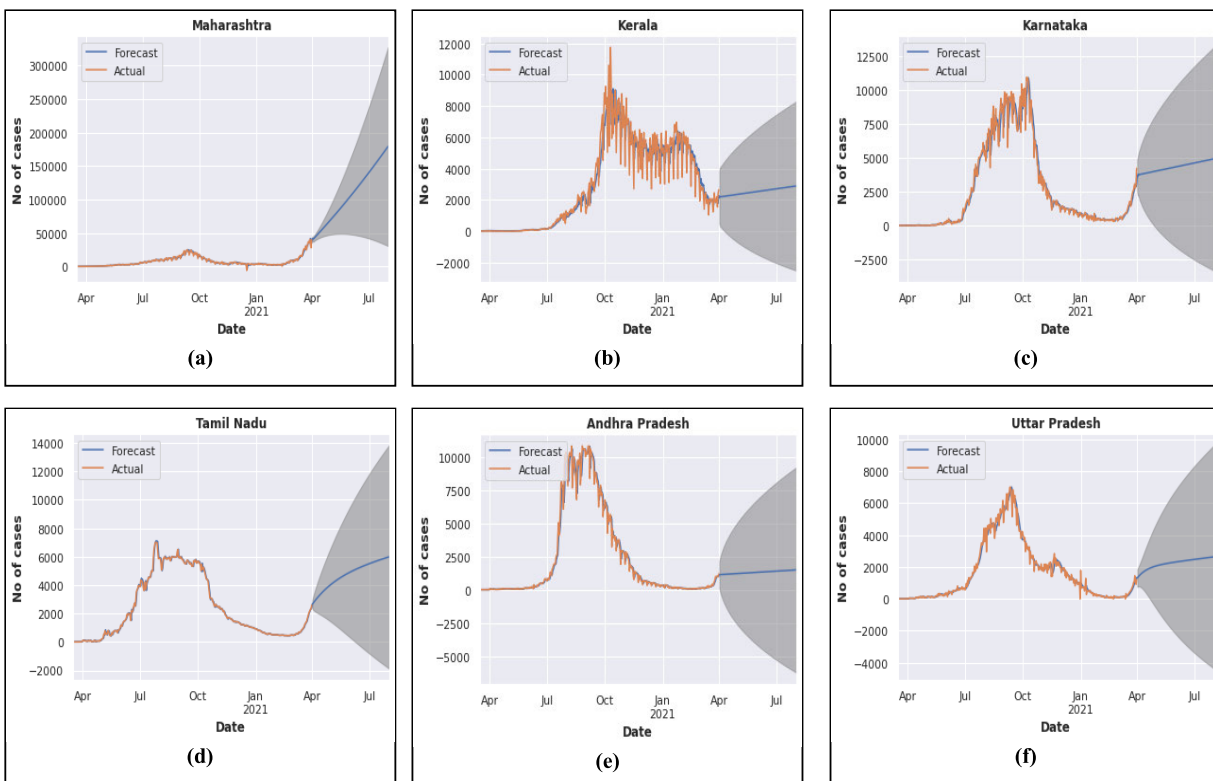 Maharashtra
Forecast
Actual
300000
250000
200000
150000
100000
50000
0
No of cases
Apr Jul Oct Jan Apr Jul
2021
Date
(a)
Kerala
Forecast
Actual
12000
10000
8000
6000
4000
2000
0
−2000
No of cases
Apr Jul Oct Jan Apr Jul
2021
Date
(b)
Karnataka
Forecast
Actual
12500
10000
7500
5000
2500
0
−2500
No of cases
Apr Jul Oct Jan Apr Jul
2021
Date
(c)
Tamil Nadu
Forecast
Actual
14000
12000
10000
8000
6000
4000
2000
0
−2000
No of cases
Apr Jul Oct Jan Apr Jul
2021
Date
(d)
Andhra Pradesh
Forecast
Actual
10000
7500
5000
2500
0
−2500
−5000
No of cases
Apr Jul Oct Jan Apr Jul
2021
Date
(e)
Uttar Pradesh
Forecast
Actual
10000
8000
6000
4000
2000
0
−2000
−4000
No of cases
Apr Jul Oct Jan Apr Jul
2021
Date
(f)